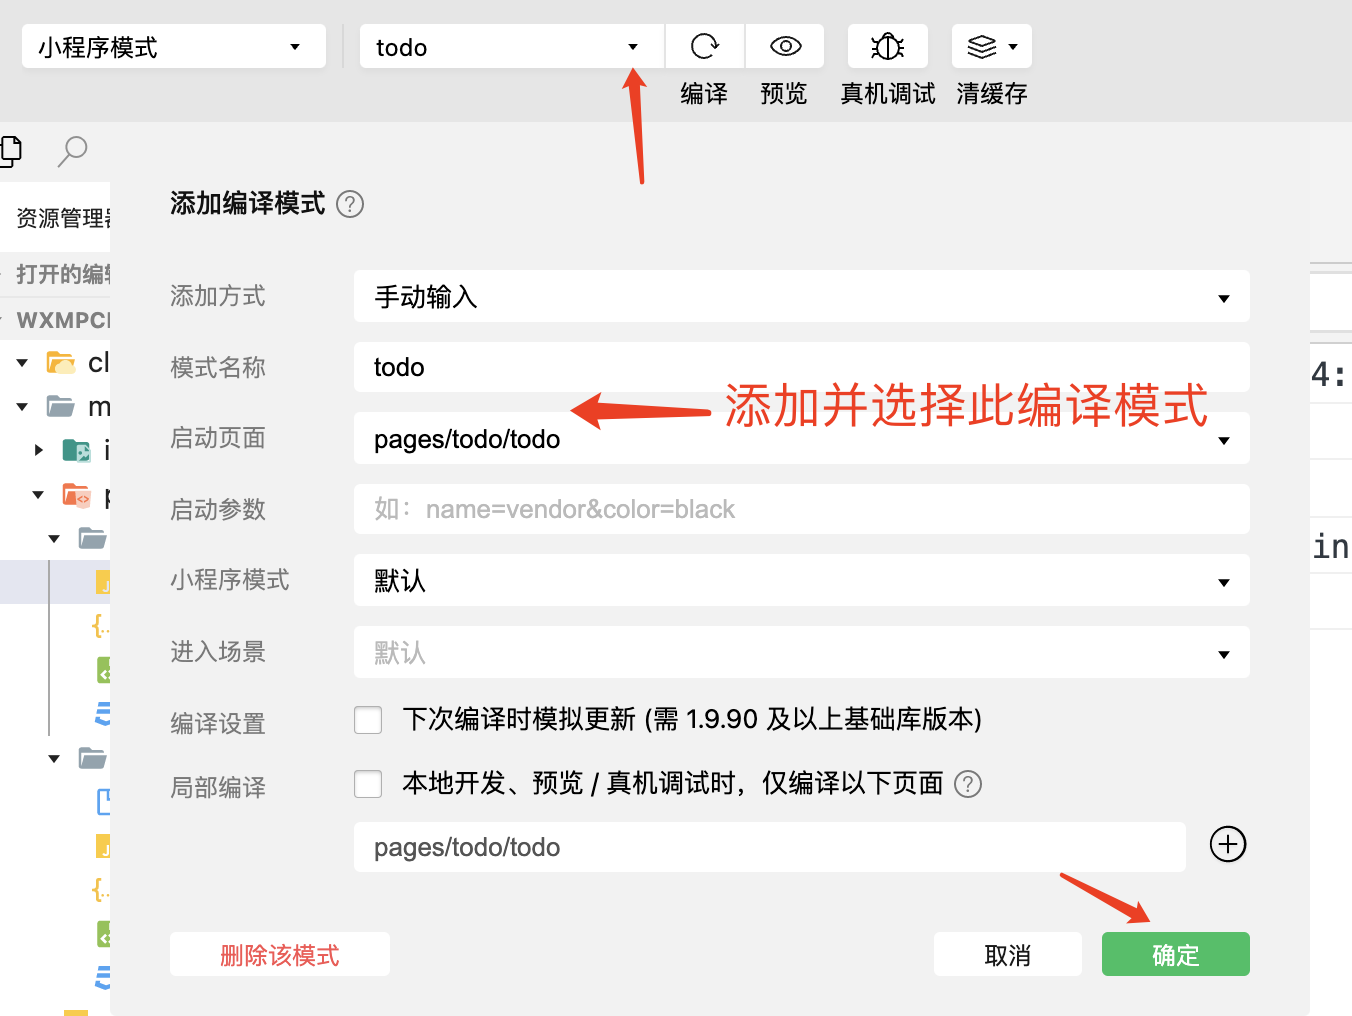 小程序模式
todo
编译
预览
真机调试
清缓存
资源管理器
添加编译模式 ?
打开的编辑
添加方式
手动输入
WXMPCL
模式名称
todo
cl
添加并选择此编译模式
m
启动页面
pages/todo/todo
启动参数
如：name=vendor&color=black
小程序模式
默认
进入场景
默认
编译设置
下次编译时模拟更新 (需 1.9.90 及以上基础库版本)
局部编译
本地开发、预览 / 真机调试时，仅编译以下页面 ?
pages/todo/todo
删除该模式
取消
确定
4:
in